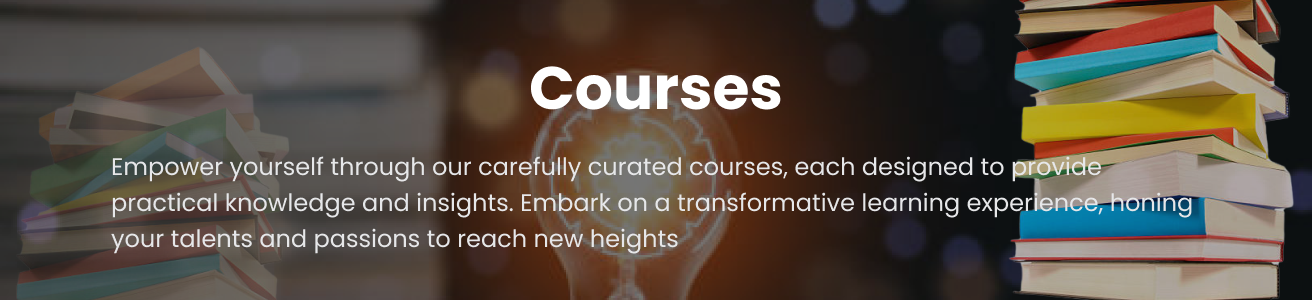 Courses
Empower yourself through our carefully curated courses, each designed to provide
practical knowledge and insights. Embark on a transformative learning experience, honing
your talents and passions to reach new heights